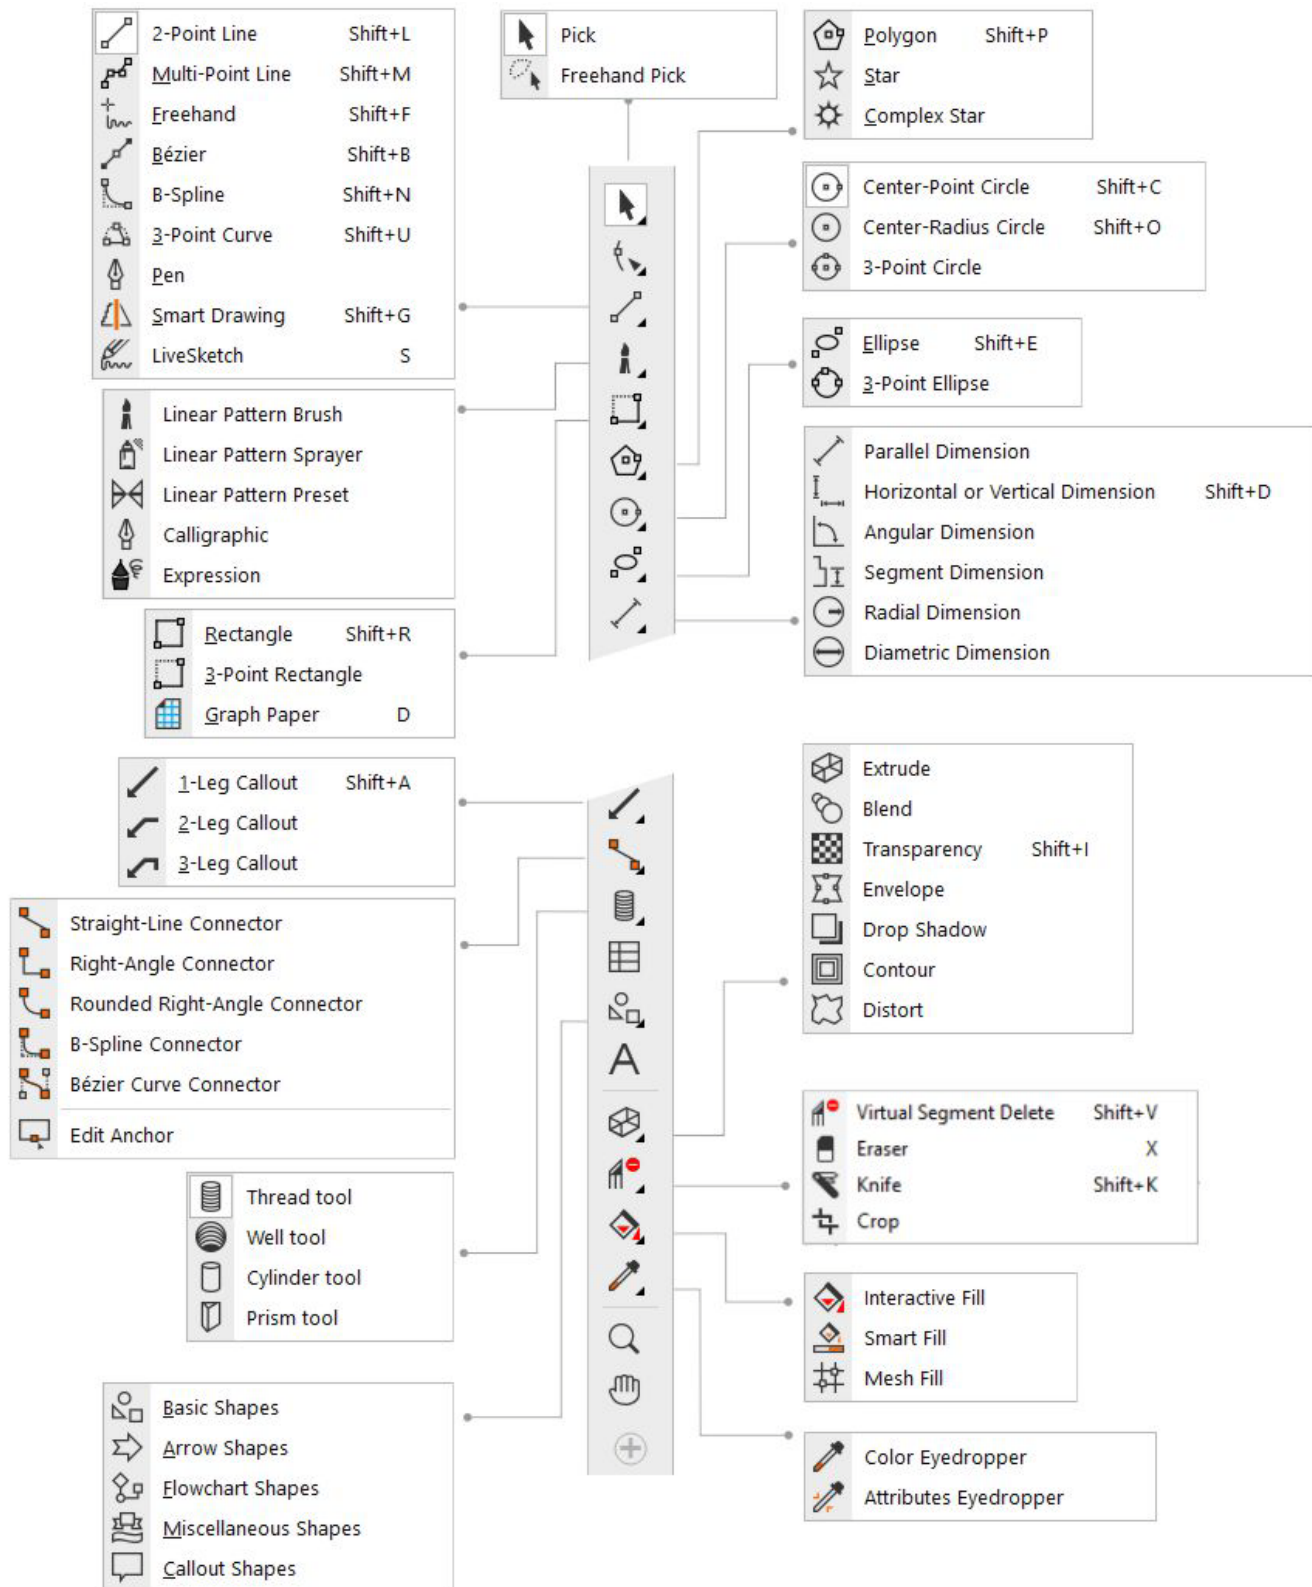 2-Point Line Shift+L
Multi-Point Line Shift+M
Freehand Shift+F
Bézier Shift+B
B-Spline Shift+N
3-Point Curve Shift+U
Pen
Smart Drawing Shift+G
LiveSketch S
Pick
Freehand Pick
Polygon Shift+P
Star
Complex Star
Center-Point Circle Shift+C
Center-Radius Circle Shift+O
3-Point Circle
Ellipse Shift+E
3-Point Ellipse
Linear Pattern Brush
Linear Pattern Sprayer
Linear Pattern Preset
Calligraphic
Expression
Parallel Dimension
Horizontal or Vertical Dimension Shift+D
Angular Dimension
Segment Dimension
Radial Dimension
Diametric Dimension
Rectangle Shift+R
3-Point Rectangle
Graph Paper D
1-Leg Callout Shift+A
2-Leg Callout
3-Leg Callout
Extrude
Blend
Transparency Shift+I
Envelope
Drop Shadow
Contour
Distort
Straight-Line Connector
Right-Angle Connector
Rounded Right-Angle Connector
B-Spline Connector
Bézier Curve Connector
Edit Anchor
A
Virtual Segment Delete Shift+V
Eraser X
Knife Shift+K
Crop
Thread tool
Well tool
Cylinder tool
Prism tool
Interactive Fill
Smart Fill
Mesh Fill
Basic Shapes
Arrow Shapes
Flowchart Shapes
Miscellaneous Shapes
Callout Shapes
Color Eyedropper
Attributes Eyedropper